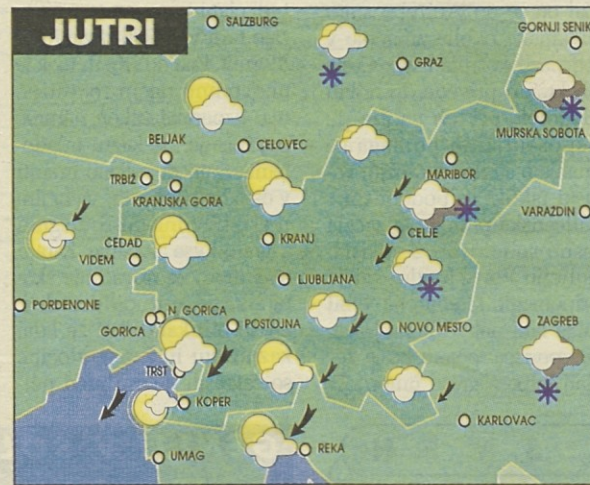 JUTRI
SALZBURG
GORNJI SENIK
GRAZ
MURSKA SOBOTA
BELJAK
CELOVEC
TRBIŽ
MARIBOR
KRANJSKA GORA
VARAŽDIN
ČEDAD
KRANJ
CELJE
VIDEM
LJUBLJANA
PORDENONE
N. GORICA
GORICA
POSTOJNA
NOVO MESTO
ZAGREB
TRST
KOPER
KARLOVAC
UMAG
REKA